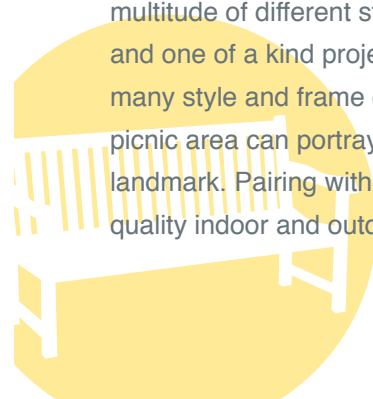 multitude of different
and one of a kind
many style and frame
picnic area can portray
landmark. Pairing with
quality indoor and